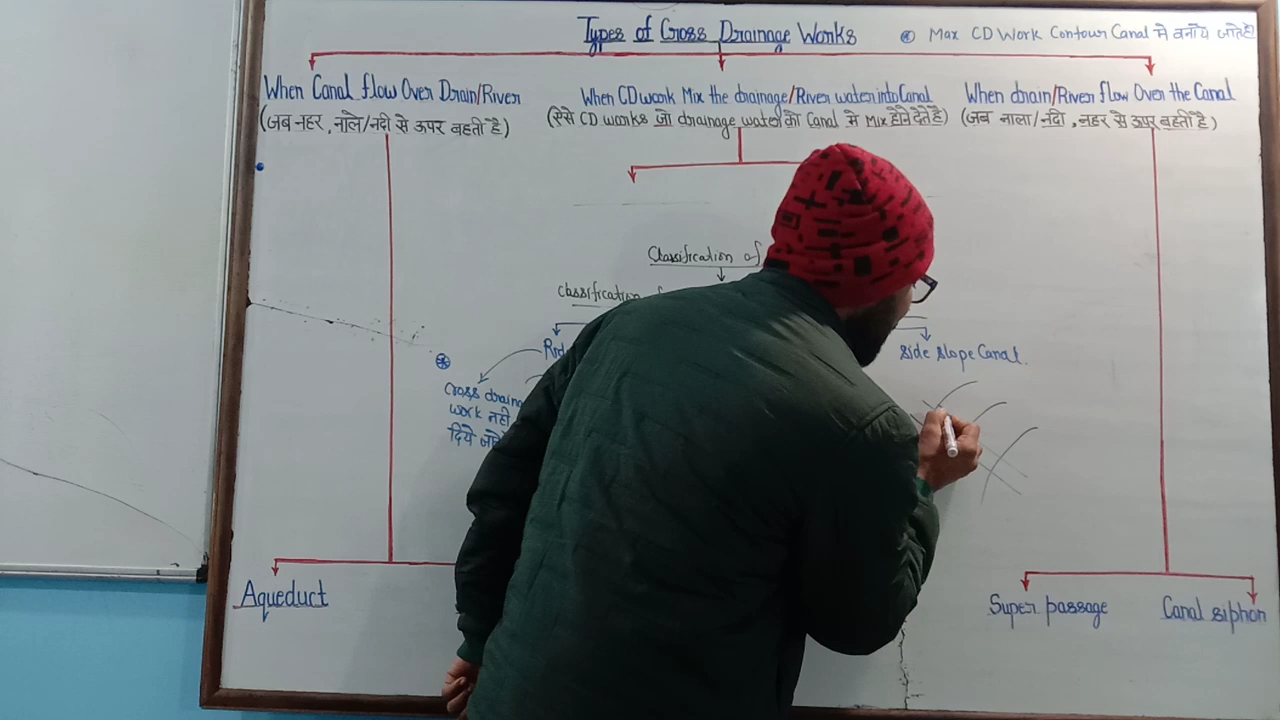 Types of Cross Drainage Works
⊛ Max CD Work Contour Canal में बनाये जाते है
When Canal flow Over Drain/River
(जब नहर, नाले/नदी से ऊपर बहती है)
When CD work Mix the drainage/River water into Canal
(ऐसे CD works जो drainage water को Canal में Mix होने देते है)
When drain/River flow Over the Canal
(जब नाला/नदी, नहर से ऊपर बहती है)
Classification of
Classification
Side slope Canal
Cross
work नही
दिये
Aqueduct
Super passage
Canal siphon